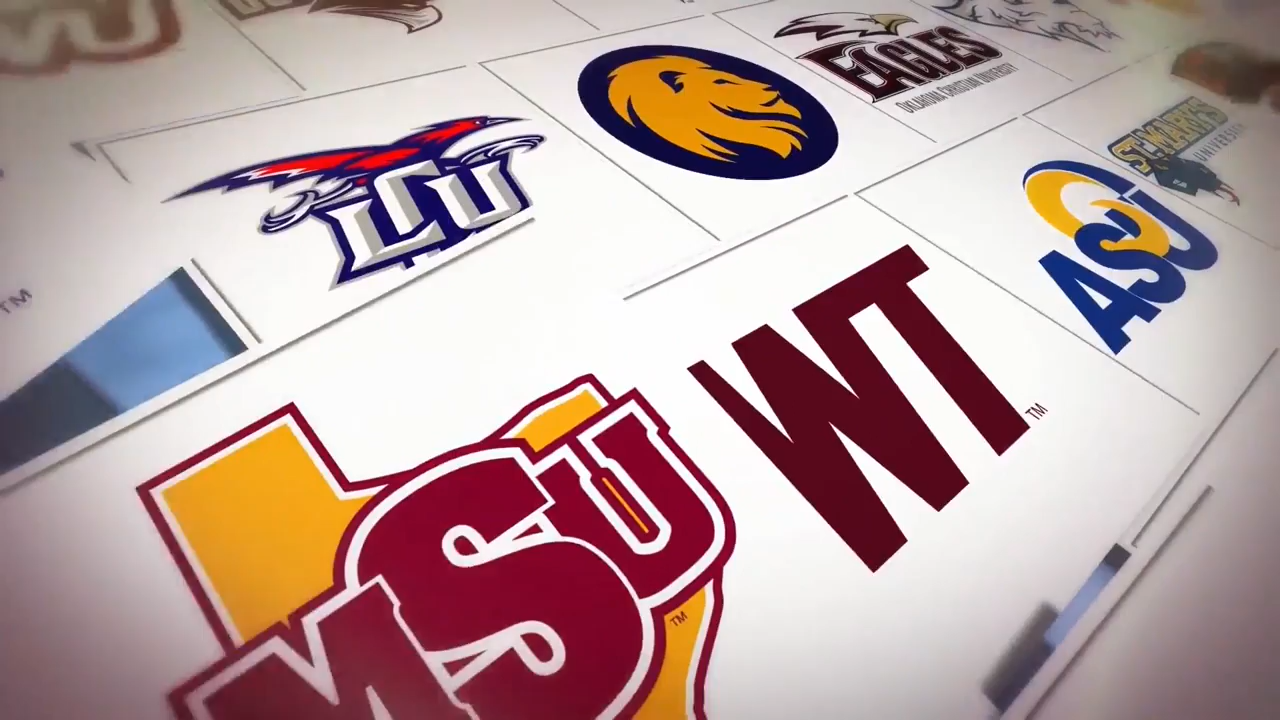 EAGLES
OKLAHOMA CHRISTIAN UNIVERSITY
ST. MARY'S
UNIVERSITY
LCU
ASU
TM
WT
TM
MSU
TM